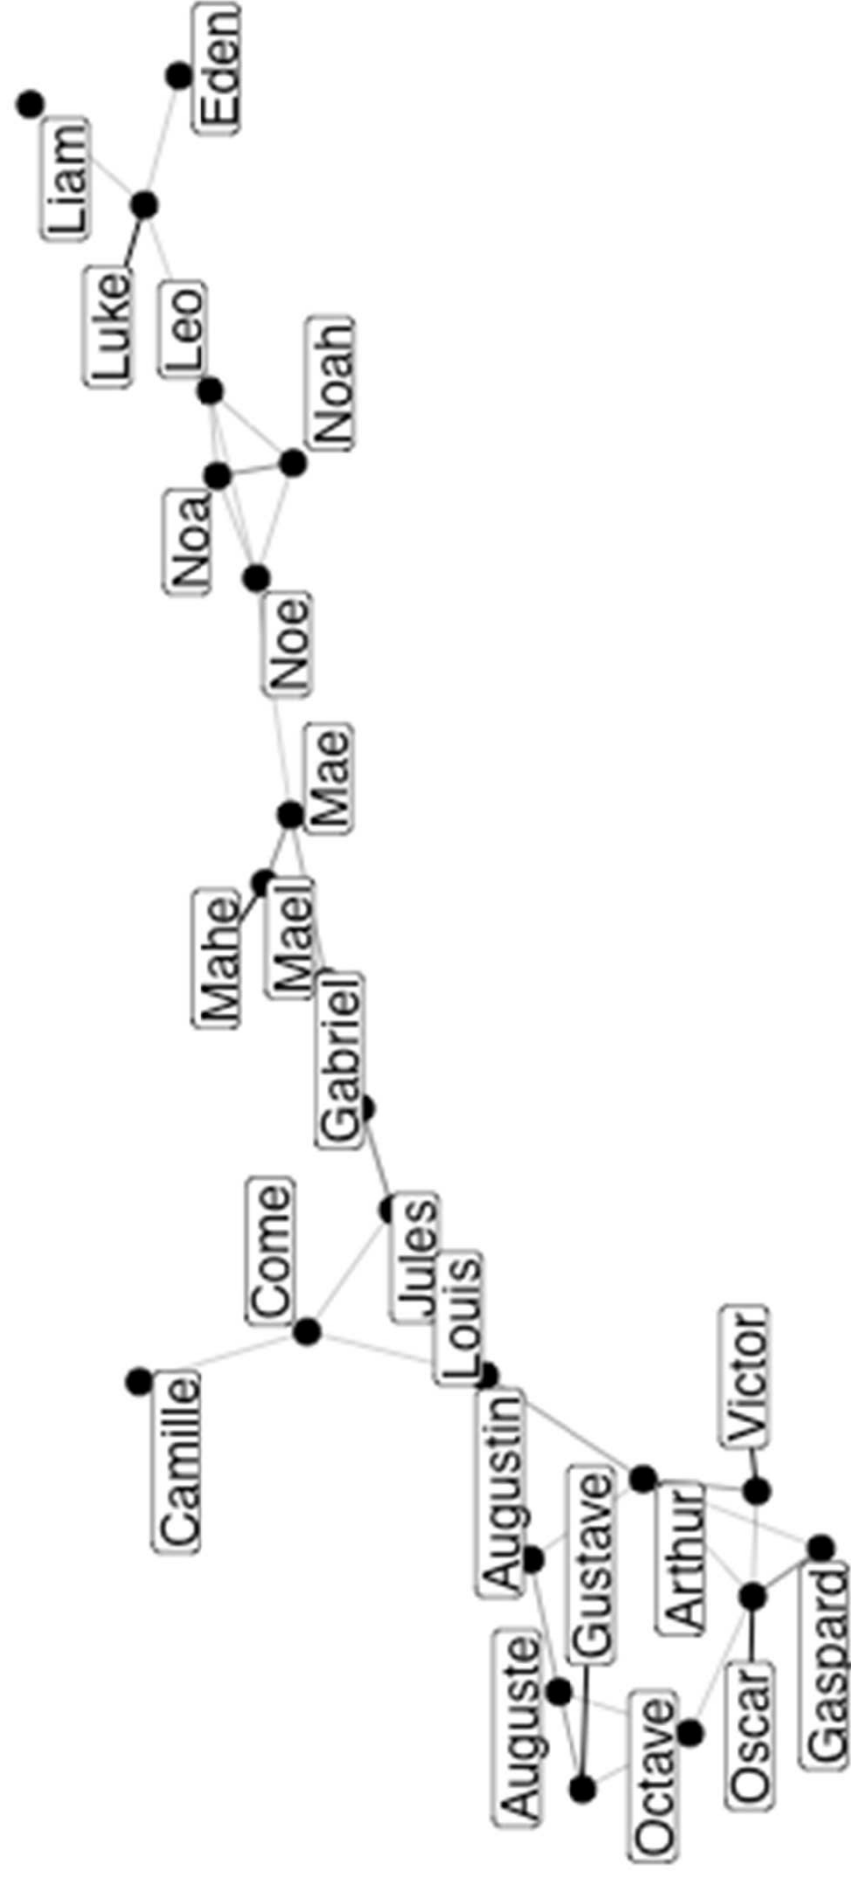 Eden
Liam
Luke
Leo
Noah
Noa
Noe
Mae
Mahe
Mael
Gabriel
Come
Jules
Louis
Camille
Victor
Augustin
Gustave
Arthur
Auguste
Gaspard
Octave
Oscar